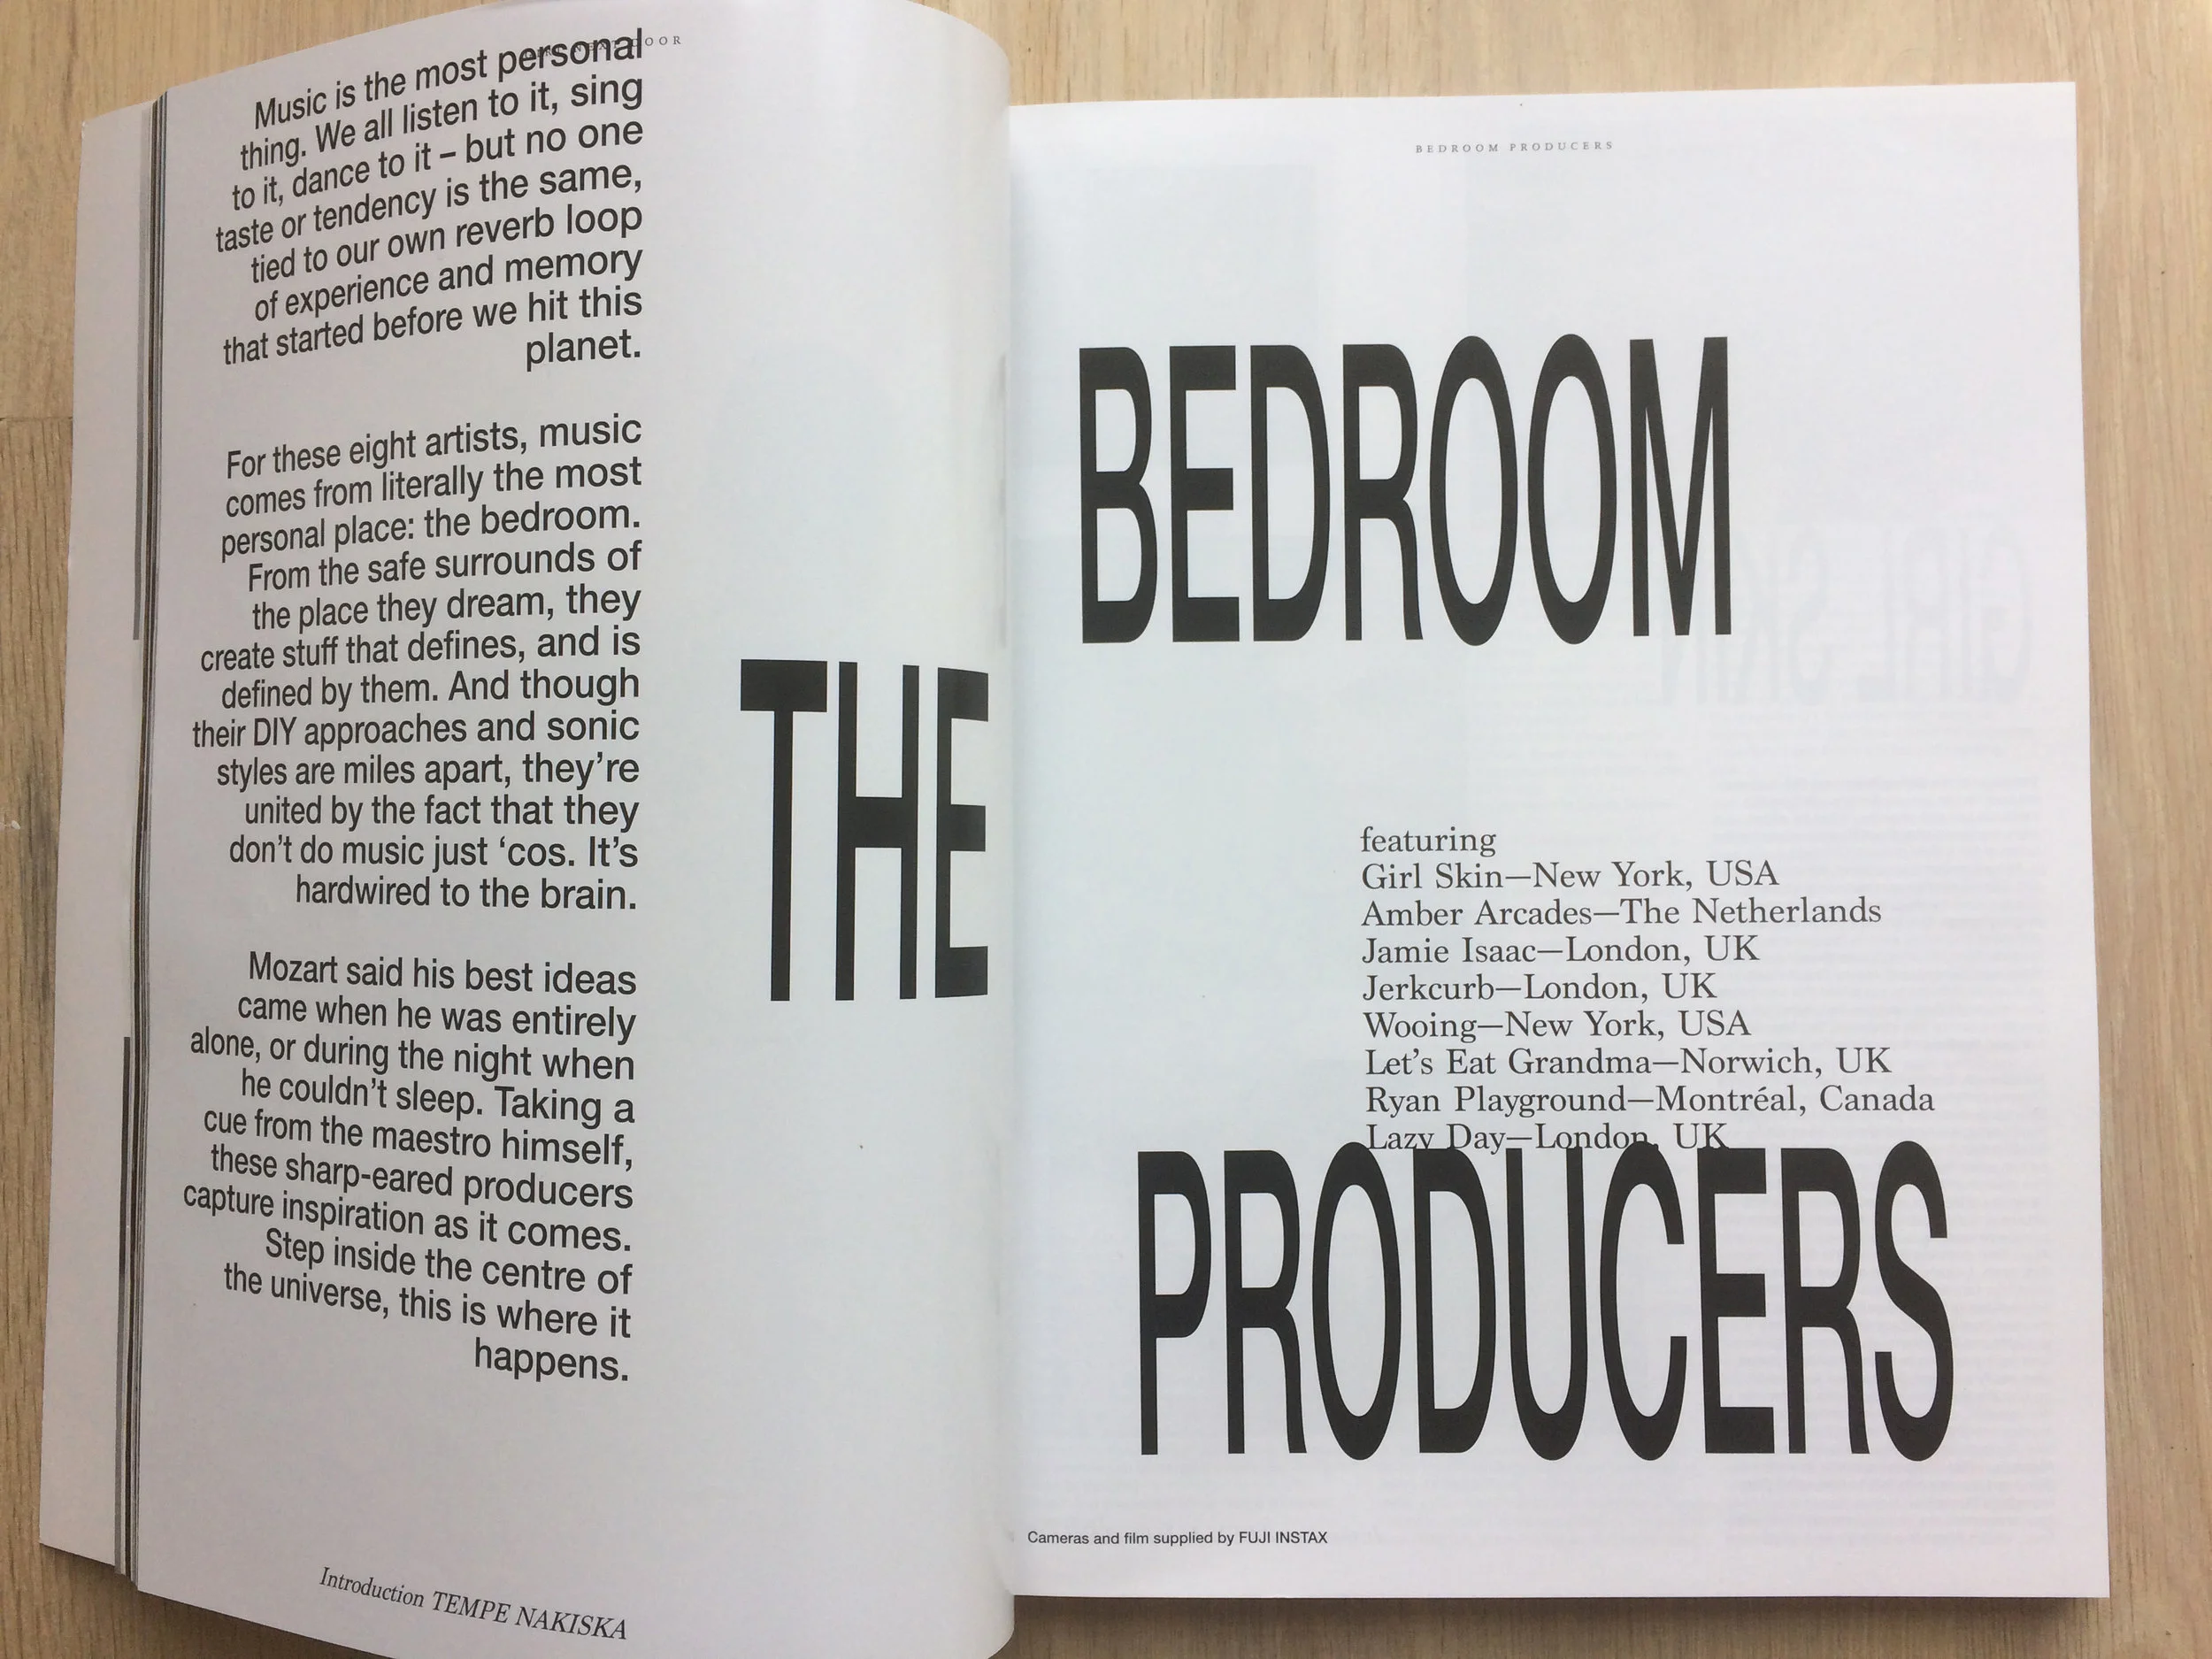 DOOR
Music is the most personal
thing. We all listen to it, sing
to it, dance to it – but no one
taste or tendency is the same,
tied to our own reverb loop
of experience and memory
that started before we hit this
planet.
For these eight artists, music
comes from literally the most
personal place: the bedroom.
From the safe surrounds of
the place they dream, they
create stuff that defines, and is
defined by them. And though
their DIY approaches and sonic
styles are miles apart, they’re
united by the fact that they
don’t do music just ‘cos. It’s
hardwired to the brain.
Mozart said his best ideas
came when he was entirely
alone, or during the night when
he couldn’t sleep. Taking a
cue from the maestro himself,
these sharp-eared producers
capture inspiration as it comes.
Step inside the centre of
the universe, this is where it
happens.
Introduction TEMPE NAKISKA
THE
BEDROOM PRODUCERS
BEDROOM
featuring
Girl Skin—New York, USA
Amber Arcades—The Netherlands
Jamie Isaac—London, UK
Jerkcurb—London, UK
Wooing—New York, USA
Let’s Eat Grandma—Norwich, UK
Ryan Playground—Montréal, Canada
Lazy Day—London, UK
PRODUCERS
Cameras and film supplied by FUJI INSTAX
GIRL SKIN